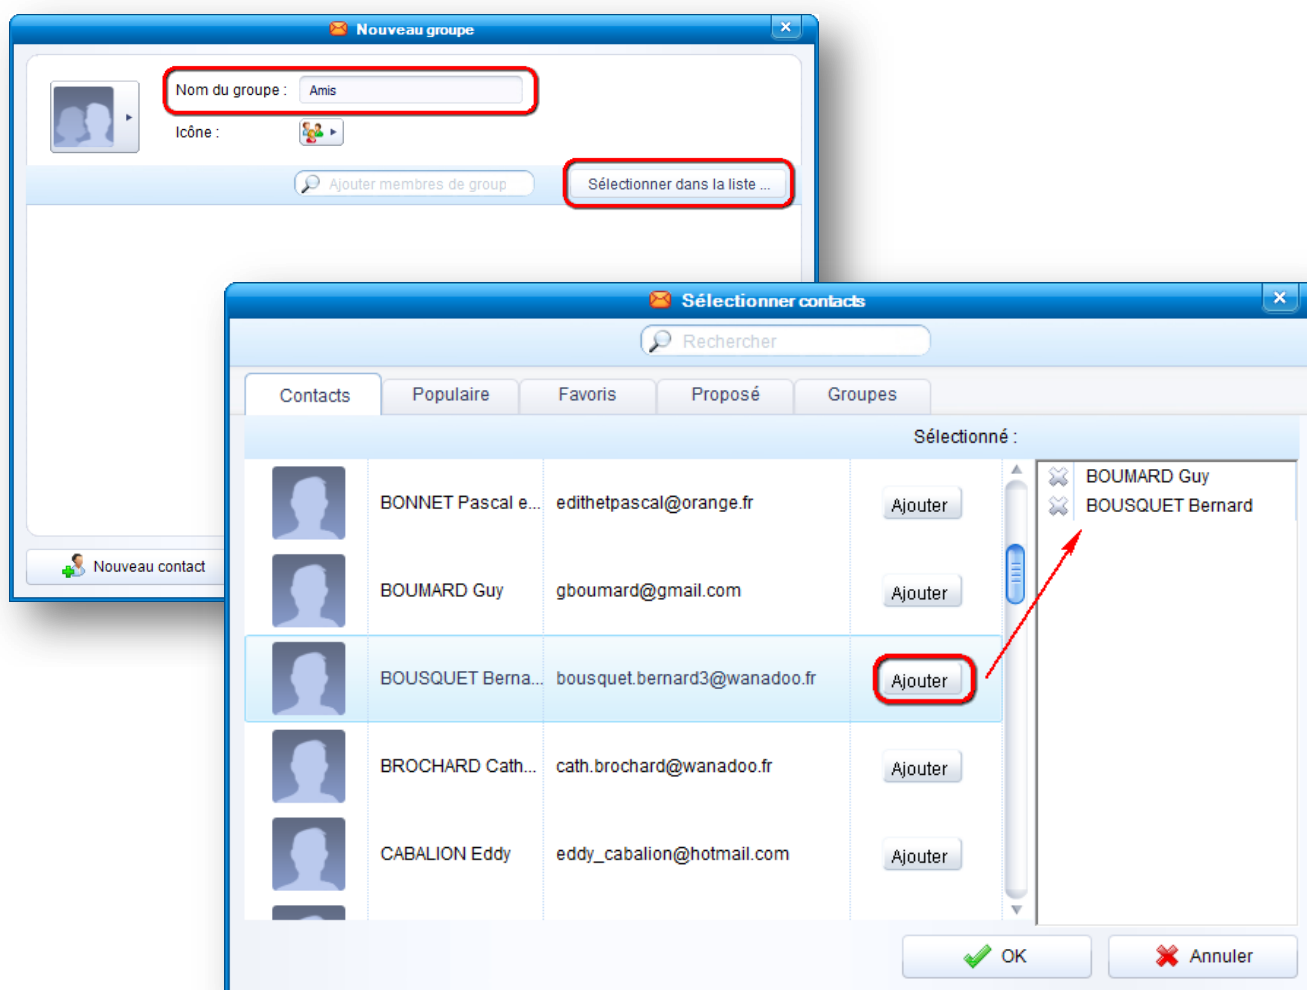 Nouveau groupe
Nom du groupe : Amis
Icône :
Ajouter membres de group
Sélectionner dans la liste ...
Nouveau contact
Sélectionner contacts
Rechercher
Contacts Populaire Favoris Proposé Groupes
Sélectionné :
BONNET Pascal e... edithetpascal@orange.fr Ajouter
BOUMARD Guy gboumard@gmail.com Ajouter
BOUSQUET Berna... bousquet.bernard3@wanadoo.fr Ajouter
BROCHARD Cath... cath.brochard@wanadoo.fr Ajouter
CABALION Eddy eddy_cabalion@hotmail.com Ajouter
BOUMARD Guy
BOUSQUET Bernard
OK Annuler